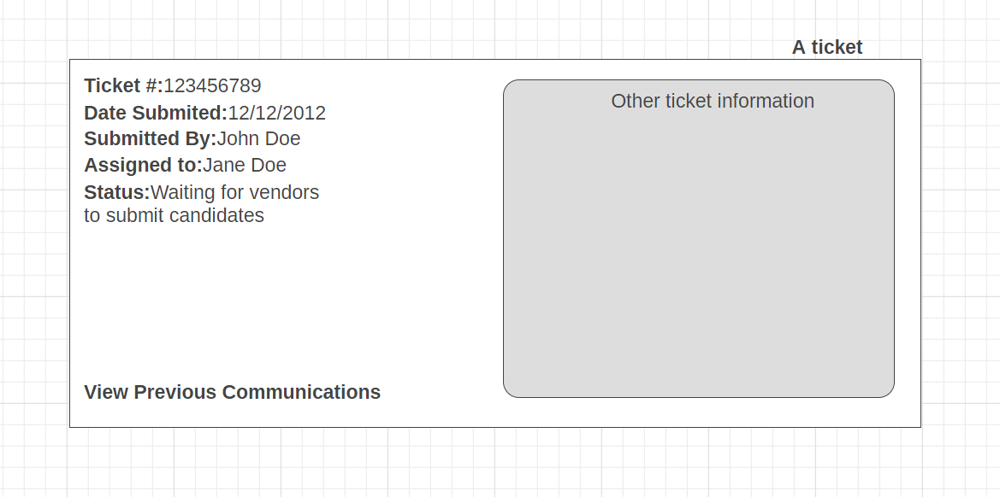 A ticket
Ticket #:123456789
Date Submited:12/12/2012
Submitted By:John Doe
Assigned to:Jane Doe
Status:Waiting for vendors
to submit candidates
View Previous Communications
Other ticket information